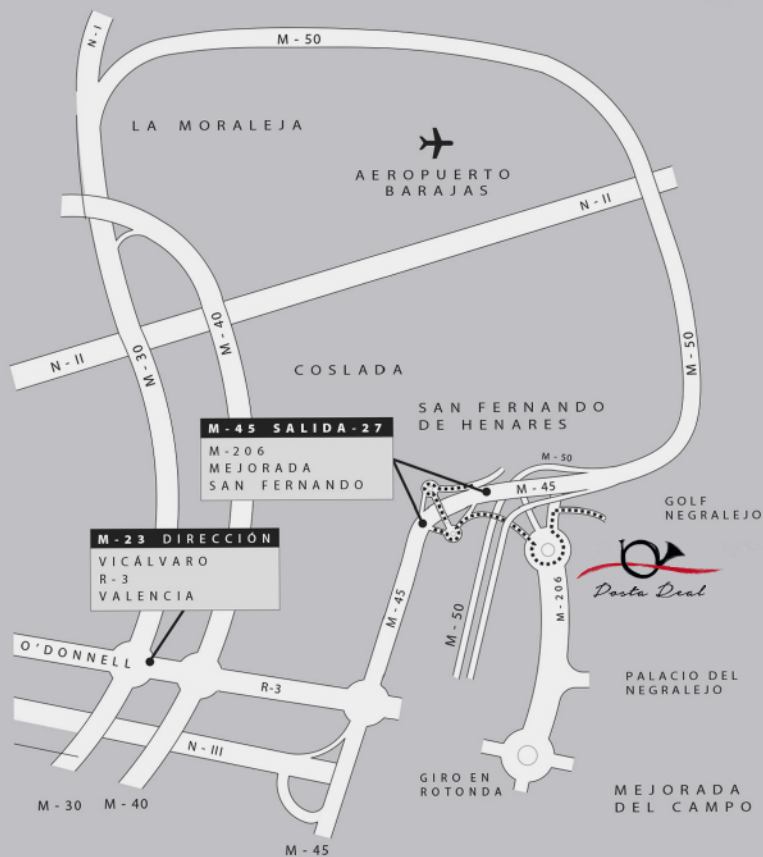 N-I
M - 50
LA MORALEJA
AEROPUERTO
BARAJAS
N-II
M - 40
M - 30
N-II
M - 50
COSLADA
SAN FERNANDO
DE HENARES
M-45 SALIDA-27
M-206
MEJORADA
SAN FERNANDO
M - 50
M - 45
GOLF
NEGRALEJO
M-23 DIRECCIÓN
VICÁLVARO
R-3
VALENCIA
Posta Real
M - 45
M - 50
M-206
O'DONNELL
R-3
PALACIO DEL
NEGRALEJO
N-III
GIRO EN
ROTONDA
MEJORADA
DEL CAMPO
M-30
M-40
M-45